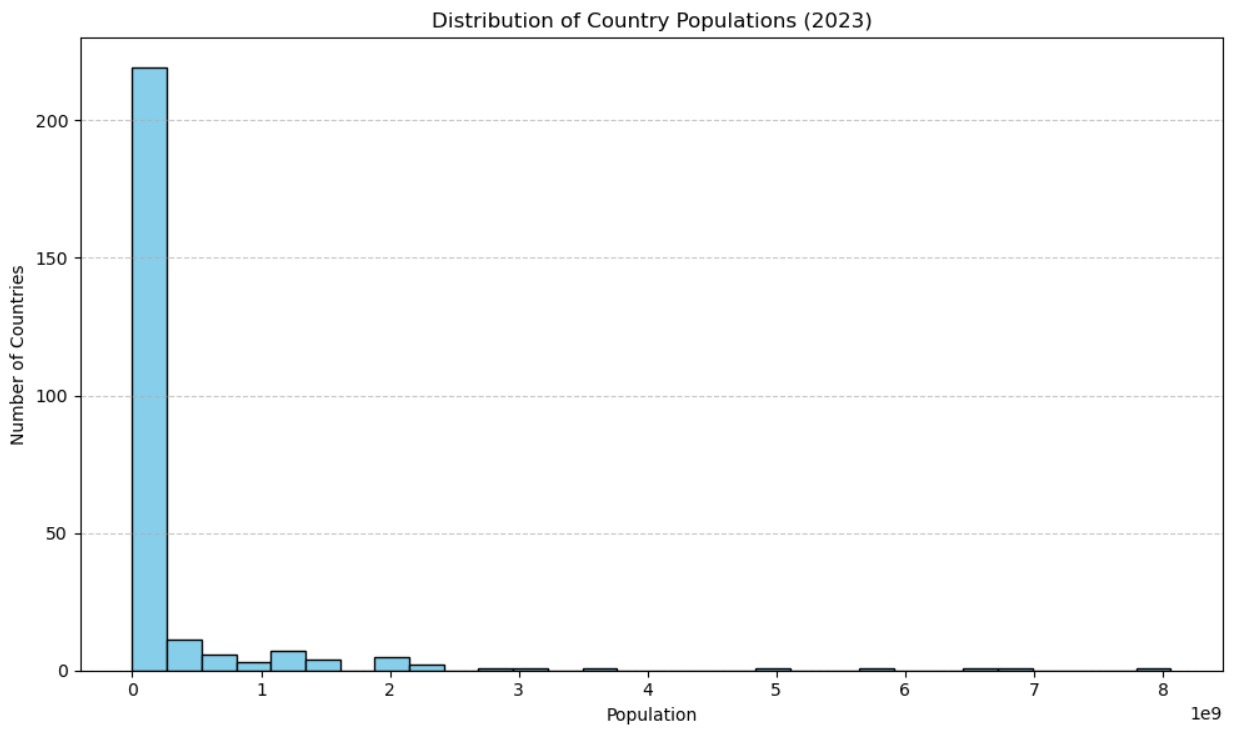 Distribution of Country Populations (2023)
Number of Countries
200
150
100
50
0
0 1 2 3 4 5 6 7 8
1e9
Population